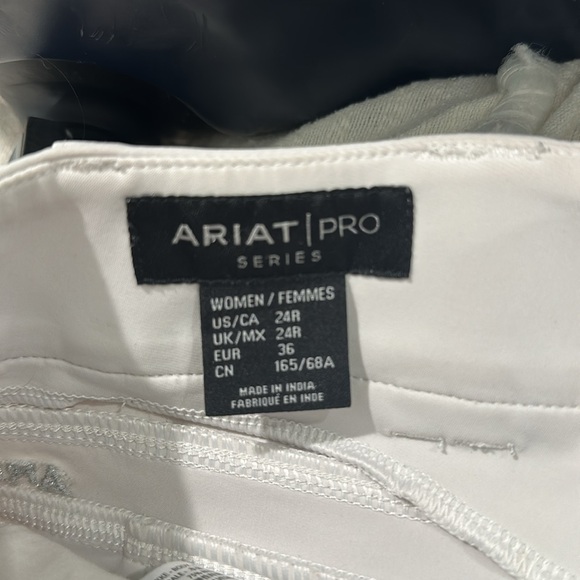 ARIAT | PRO
SERIES
WOMEN / FEMMES
US/CA 24R
UK/MX 24R
EUR 36
CN 165/68A
MADE IN INDIA
FABRIQUÉ EN INDE